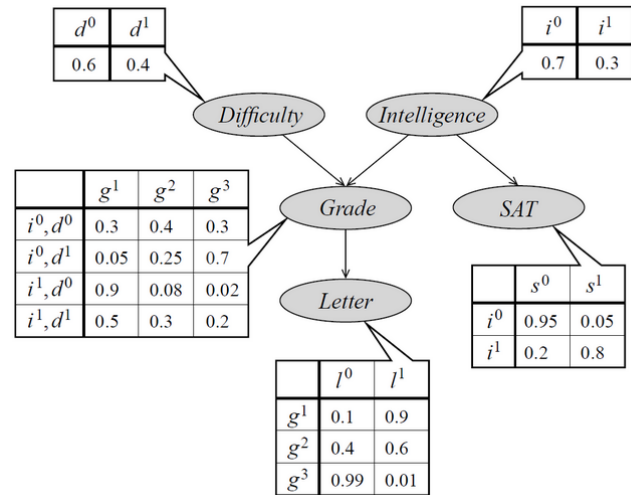 d⁰ d¹
0.6 0.4
i⁰ i¹
0.7 0.3
Difficulty
Intelligence
g¹ g² g³
i⁰,d⁰ 0.3 0.4 0.3
i⁰,d¹ 0.05 0.25 0.7
i¹,d⁰ 0.9 0.08 0.02
i¹,d¹ 0.5 0.3 0.2
Grade
SAT
Letter
s⁰ s¹
i⁰ 0.95 0.05
i¹ 0.2 0.8
l⁰ l¹
g¹ 0.1 0.9
g² 0.4 0.6
g³ 0.99 0.01